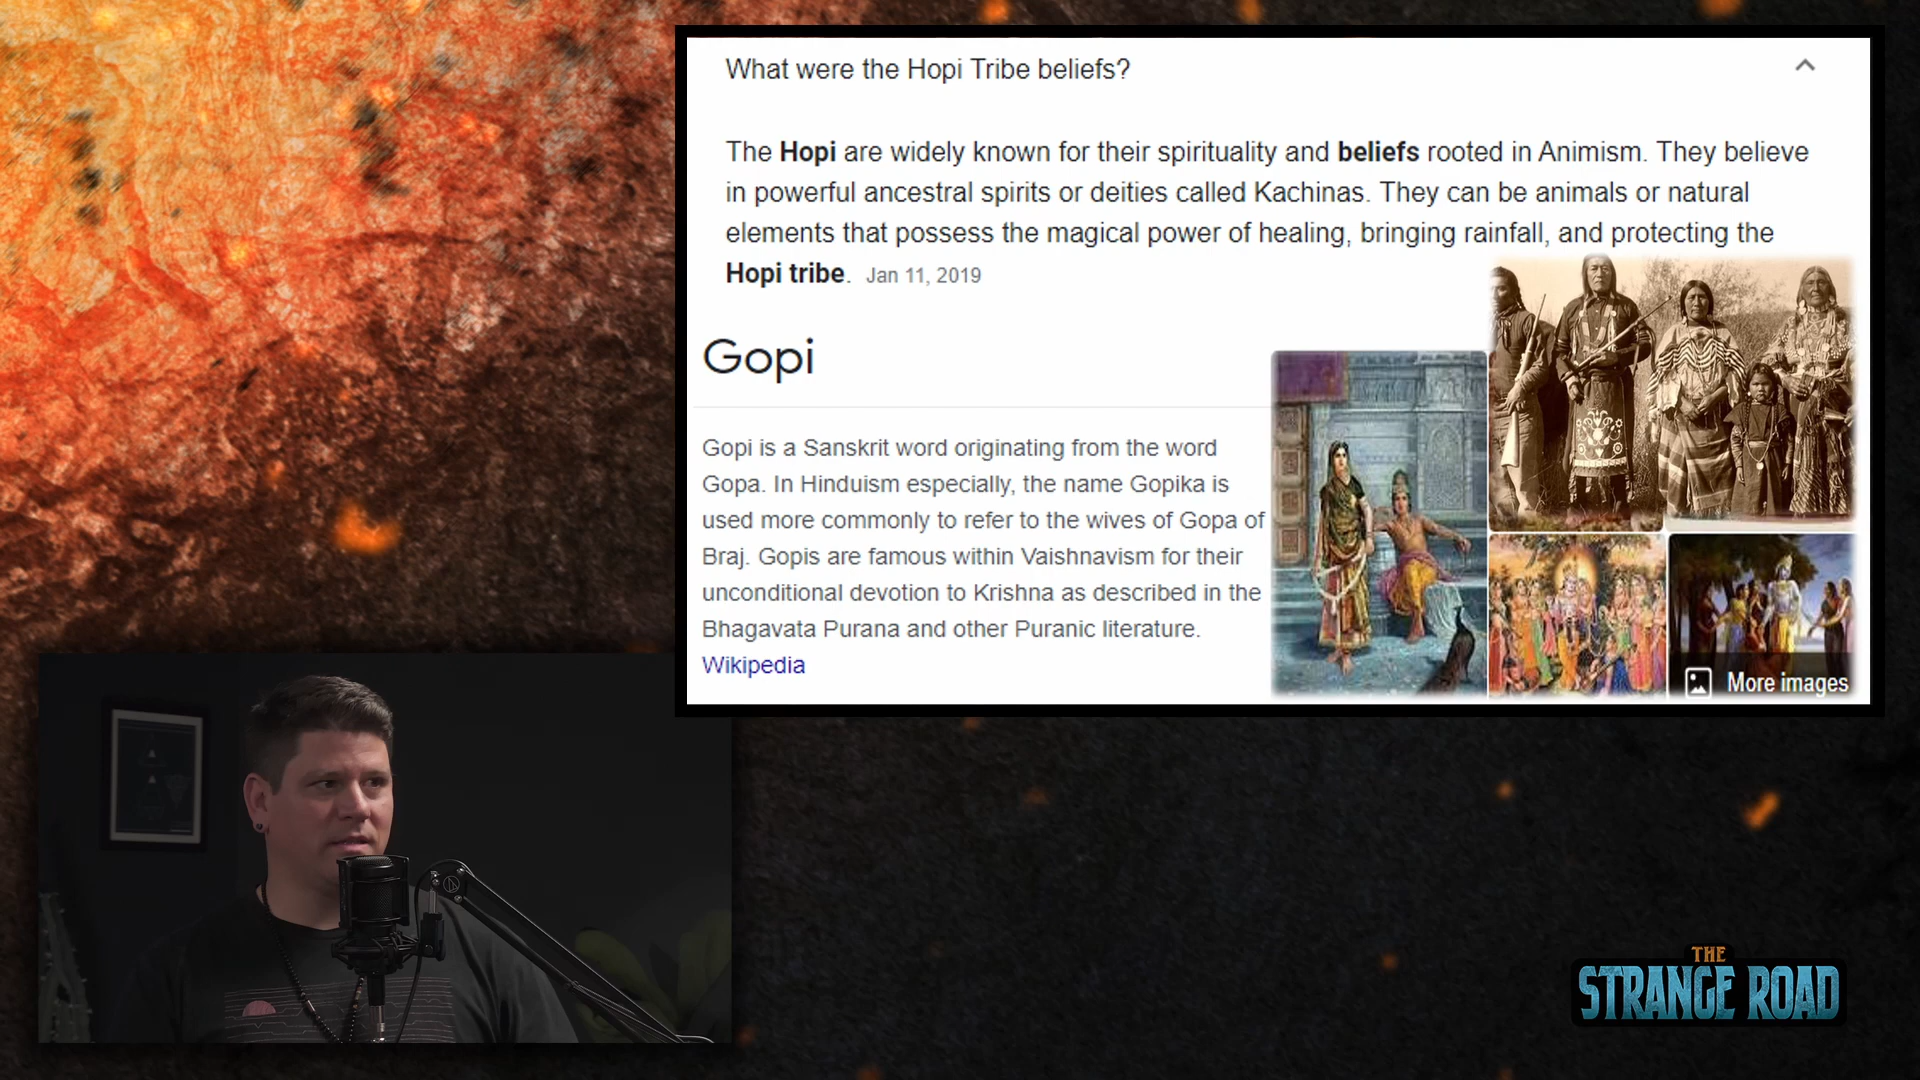 What were the Hopi Tribe beliefs?
The Hopi are widely known for their spirituality and beliefs rooted in Animism. They believe
in powerful ancestral spirits or deities called Kachinas. They can be animals or natural
elements that possess the magical power of healing, bringing rainfall, and protecting the
Hopi tribe. Jan 11, 2019
Gopi
Gopi is a Sanskrit word originating from the word
Gopa. In Hinduism especially, the name Gopika is
used more commonly to refer to the wives of Gopa of
Braj. Gopis are famous within Vaishnavism for their
unconditional devotion to Krishna as described in the
Bhagavata Purana and other Puranic literature.
Wikipedia
More images
THE
STRANGE ROAD